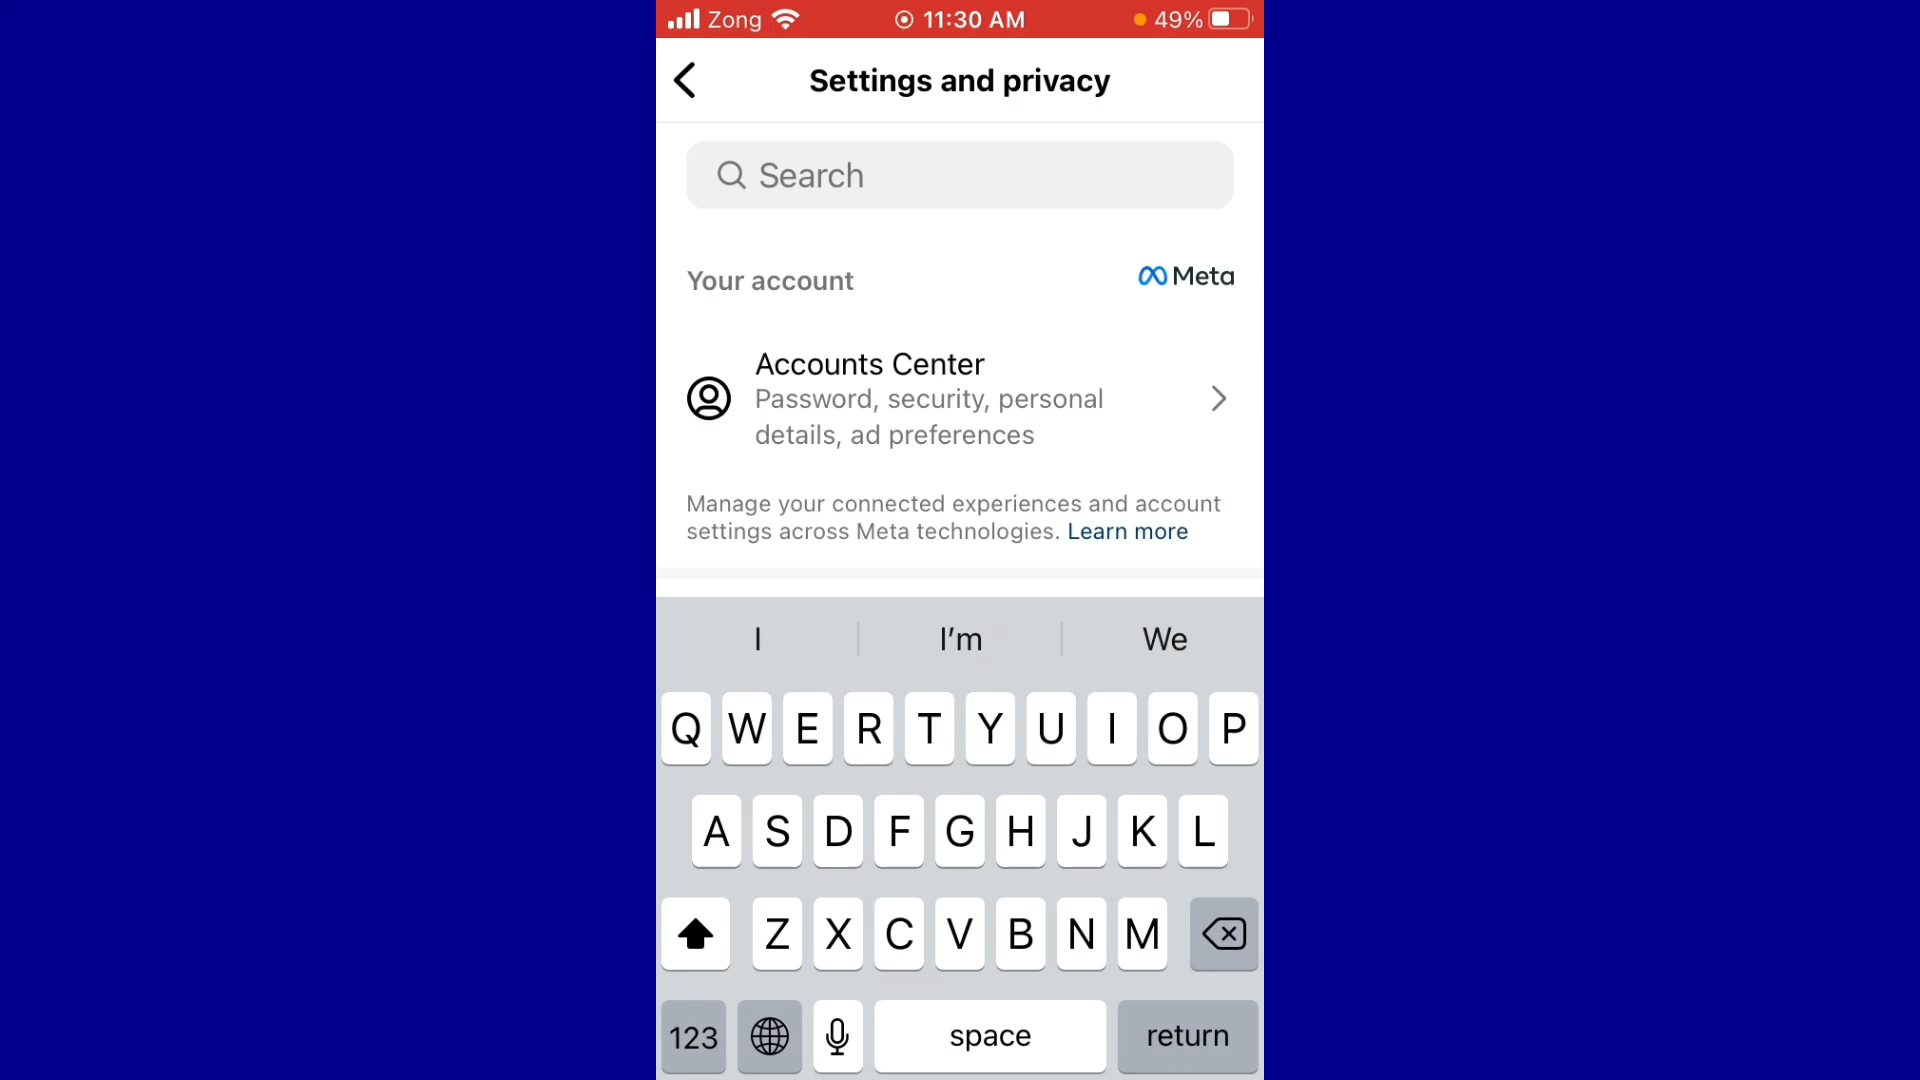 Zong 11:30 AM 49%
Settings and privacy
Search
Your account Meta
Accounts Center
Password, security, personal
details, ad preferences
Manage your connected experiences and account
settings across Meta technologies. Learn more
I I'm We
Q W E R T Y U I O P
A S D F G H J K L
Z X C V B N M
123 space return